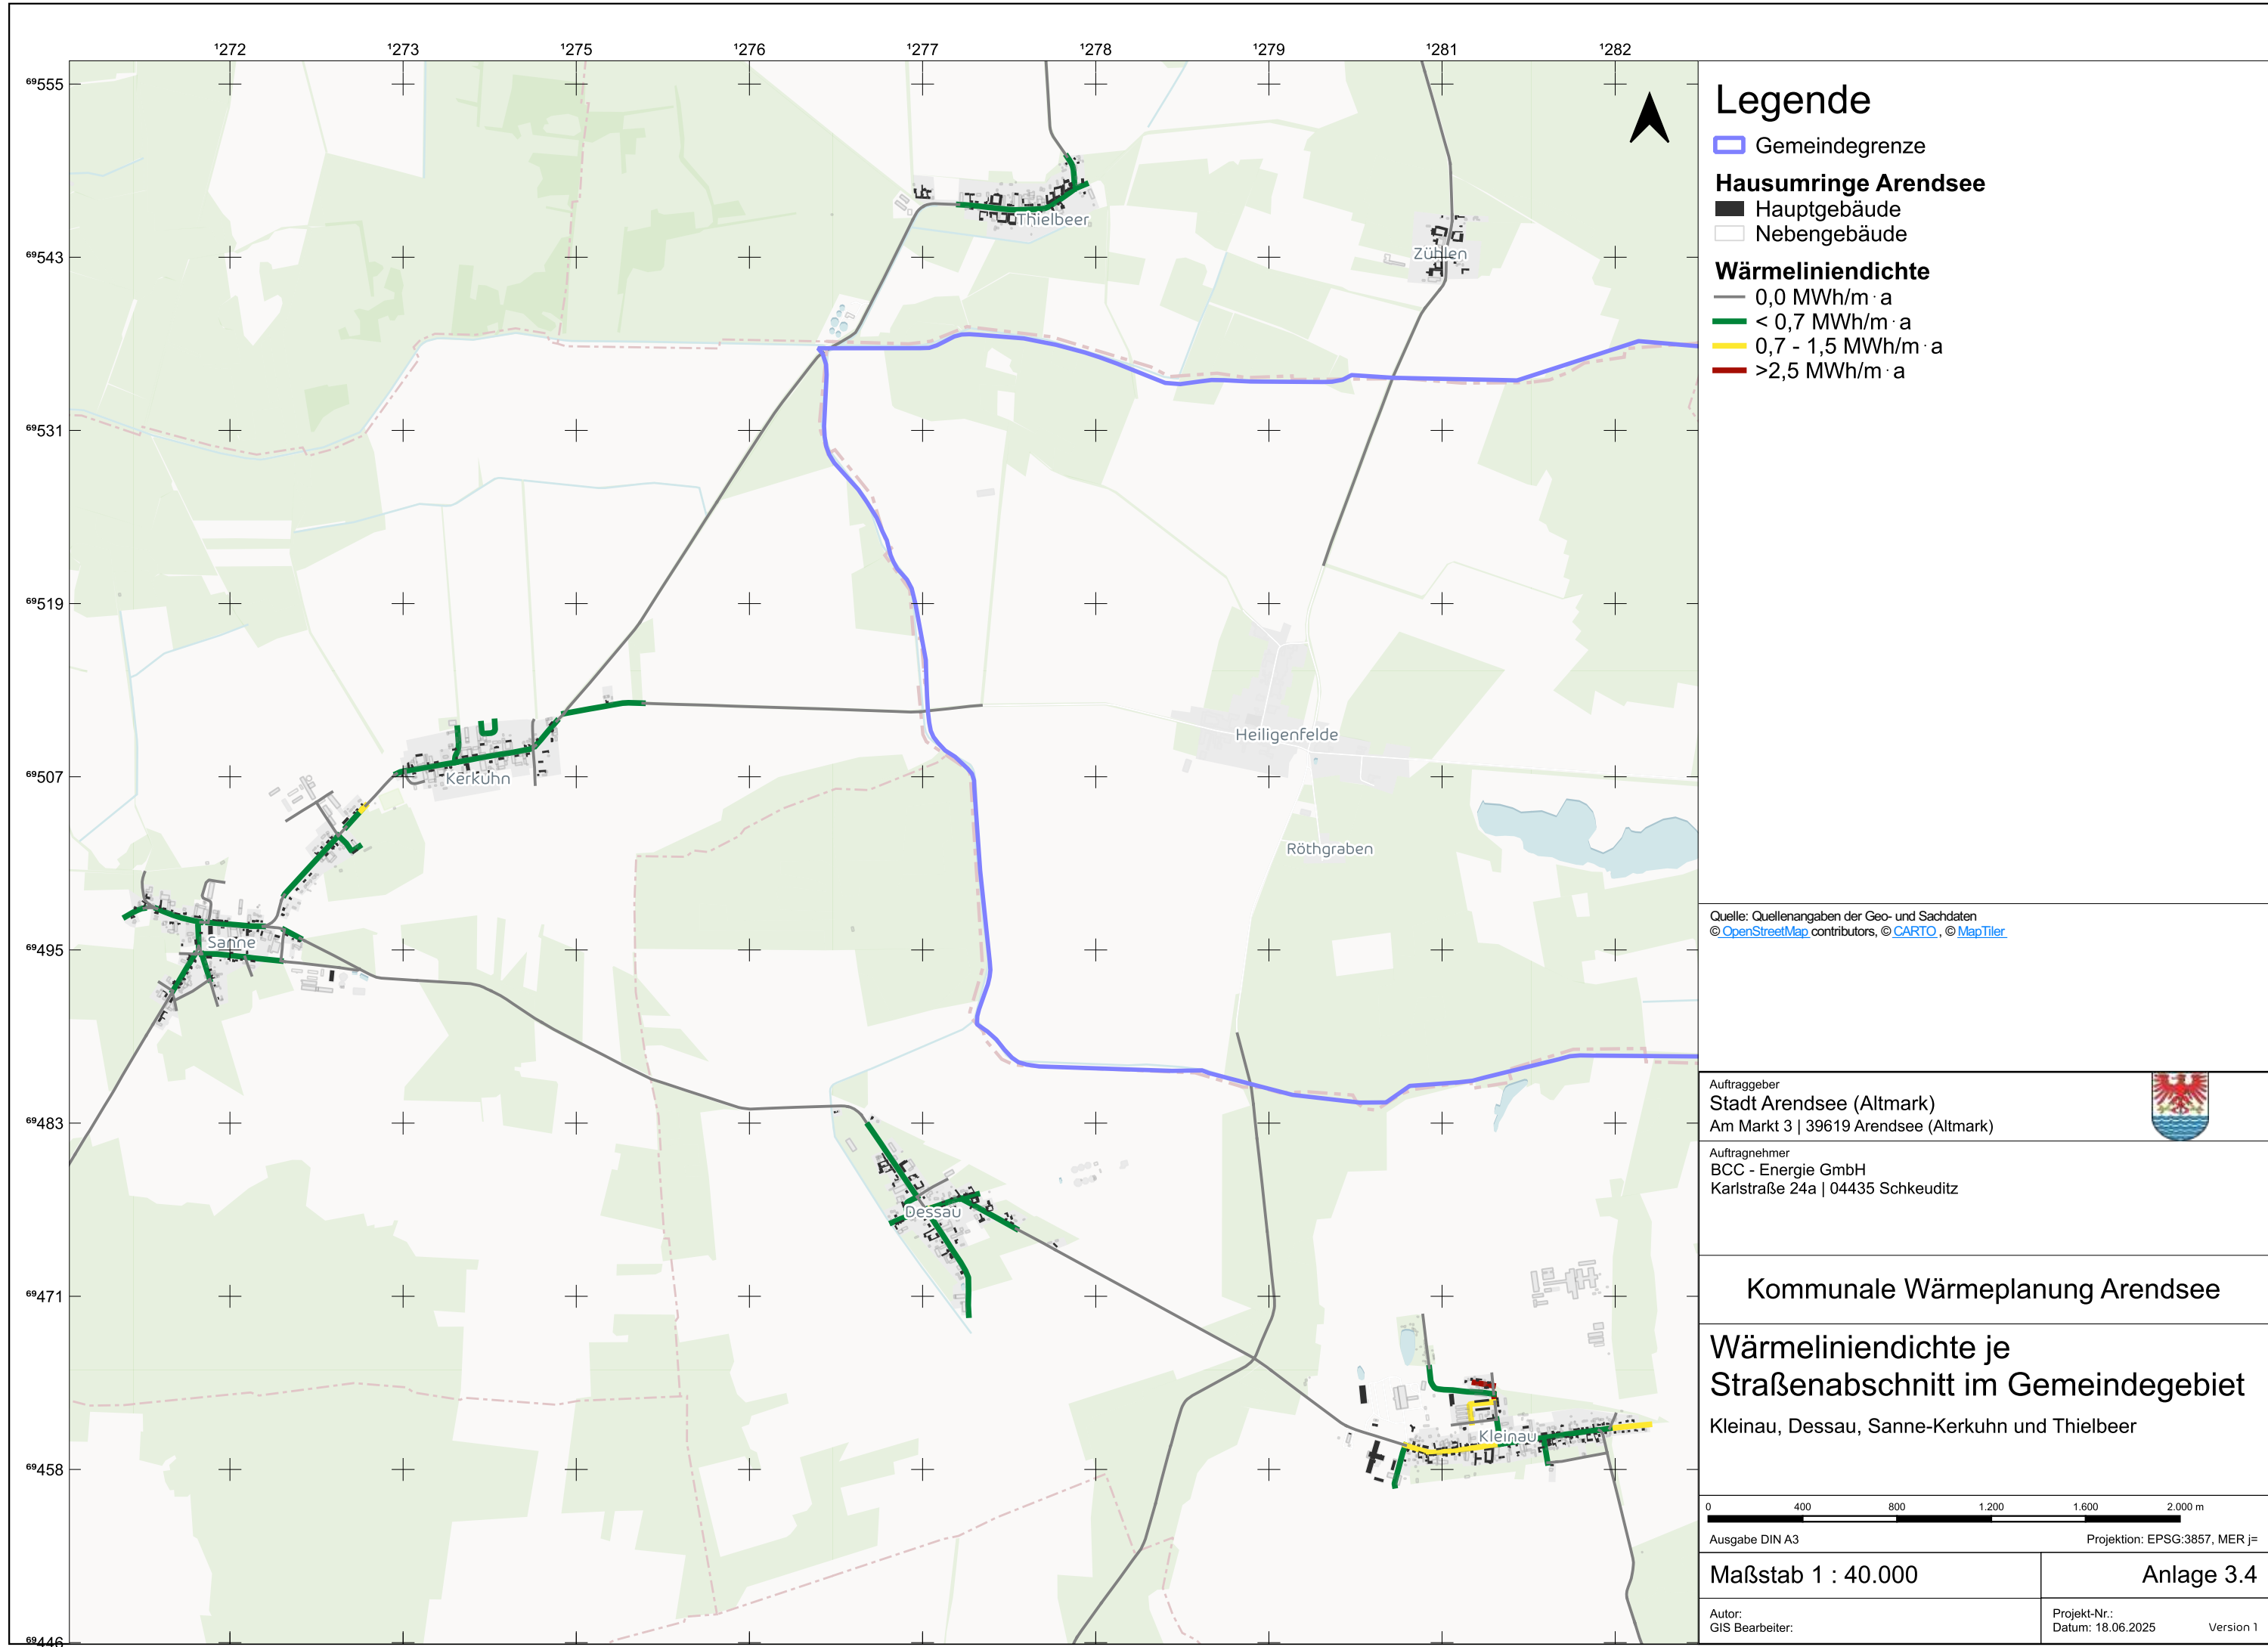 ¹272 ¹273 ¹275 ¹276 ¹277 ¹278 ¹279 ¹281 ¹282
⁶⁹555
⁶⁹543
⁶⁹531
⁶⁹519
⁶⁹507
⁶⁹495
⁶⁹483
⁶⁹471
⁶⁹458
⁶⁹446
Thielbeer
Zühlen
Heiligenfelde
Kerkuhn
Röthgraben
Sanne
Dessau
Kleinau
Legende
Gemeindegrenze
Hausumringe Arendsee
Hauptgebäude
Nebengebäude
Wärmeliniendichte
0,0 MWh/m·a
< 0,7 MWh/m·a
0,7 - 1,5 MWh/m·a
>2,5 MWh/m·a
Quelle: Quellenangaben der Geo- und Sachdaten
© OpenStreetMap contributors, © CARTO , © MapTiler
Auftraggeber
Stadt Arendsee (Altmark)
Am Markt 3 | 39619 Arendsee (Altmark)
Auftragnehmer
BCC - Energie GmbH
Karlstraße 24a | 04435 Schkeuditz
Kommunale Wärmeplanung Arendsee
Wärmeliniendichte je
Straßenabschnitt im Gemeindegebiet
Kleinau, Dessau, Sanne-Kerkuhn und Thielbeer
0 400 800 1.200 1.600 2.000 m
Ausgabe DIN A3 Projektion: EPSG:3857, MER j=
Maßstab 1 : 40.000 Anlage 3.4
Autor: Projekt-Nr.:
GIS Bearbeiter: Datum: 18.06.2025 Version 1